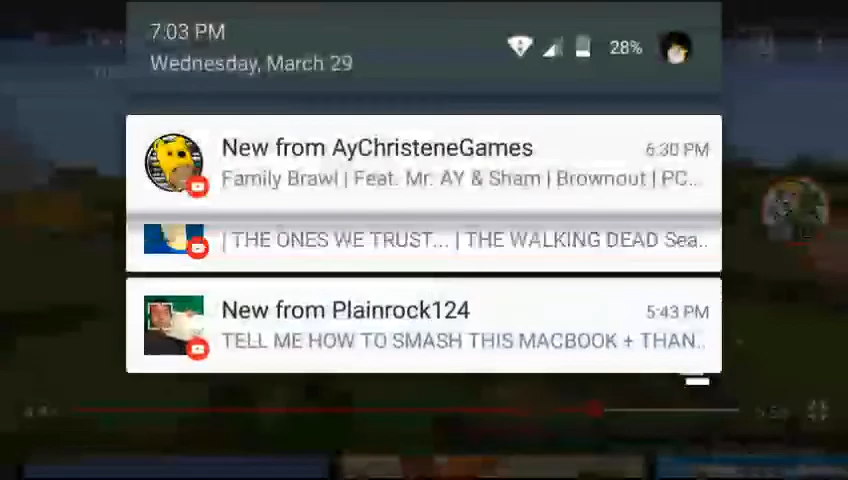 7:03 PM
28%
Wednesday, March 29
New from AyChristeneGames
6:30 PM
Family Brawl | Feat. Mr. AY & Sham | Brownout | PC...
| THE ONES WE TRUST... | THE WALKING DEAD Sea..
New from Plainrock124
5:43 PM
TELL ME HOW TO SMASH THIS MACBOOK + THAN..